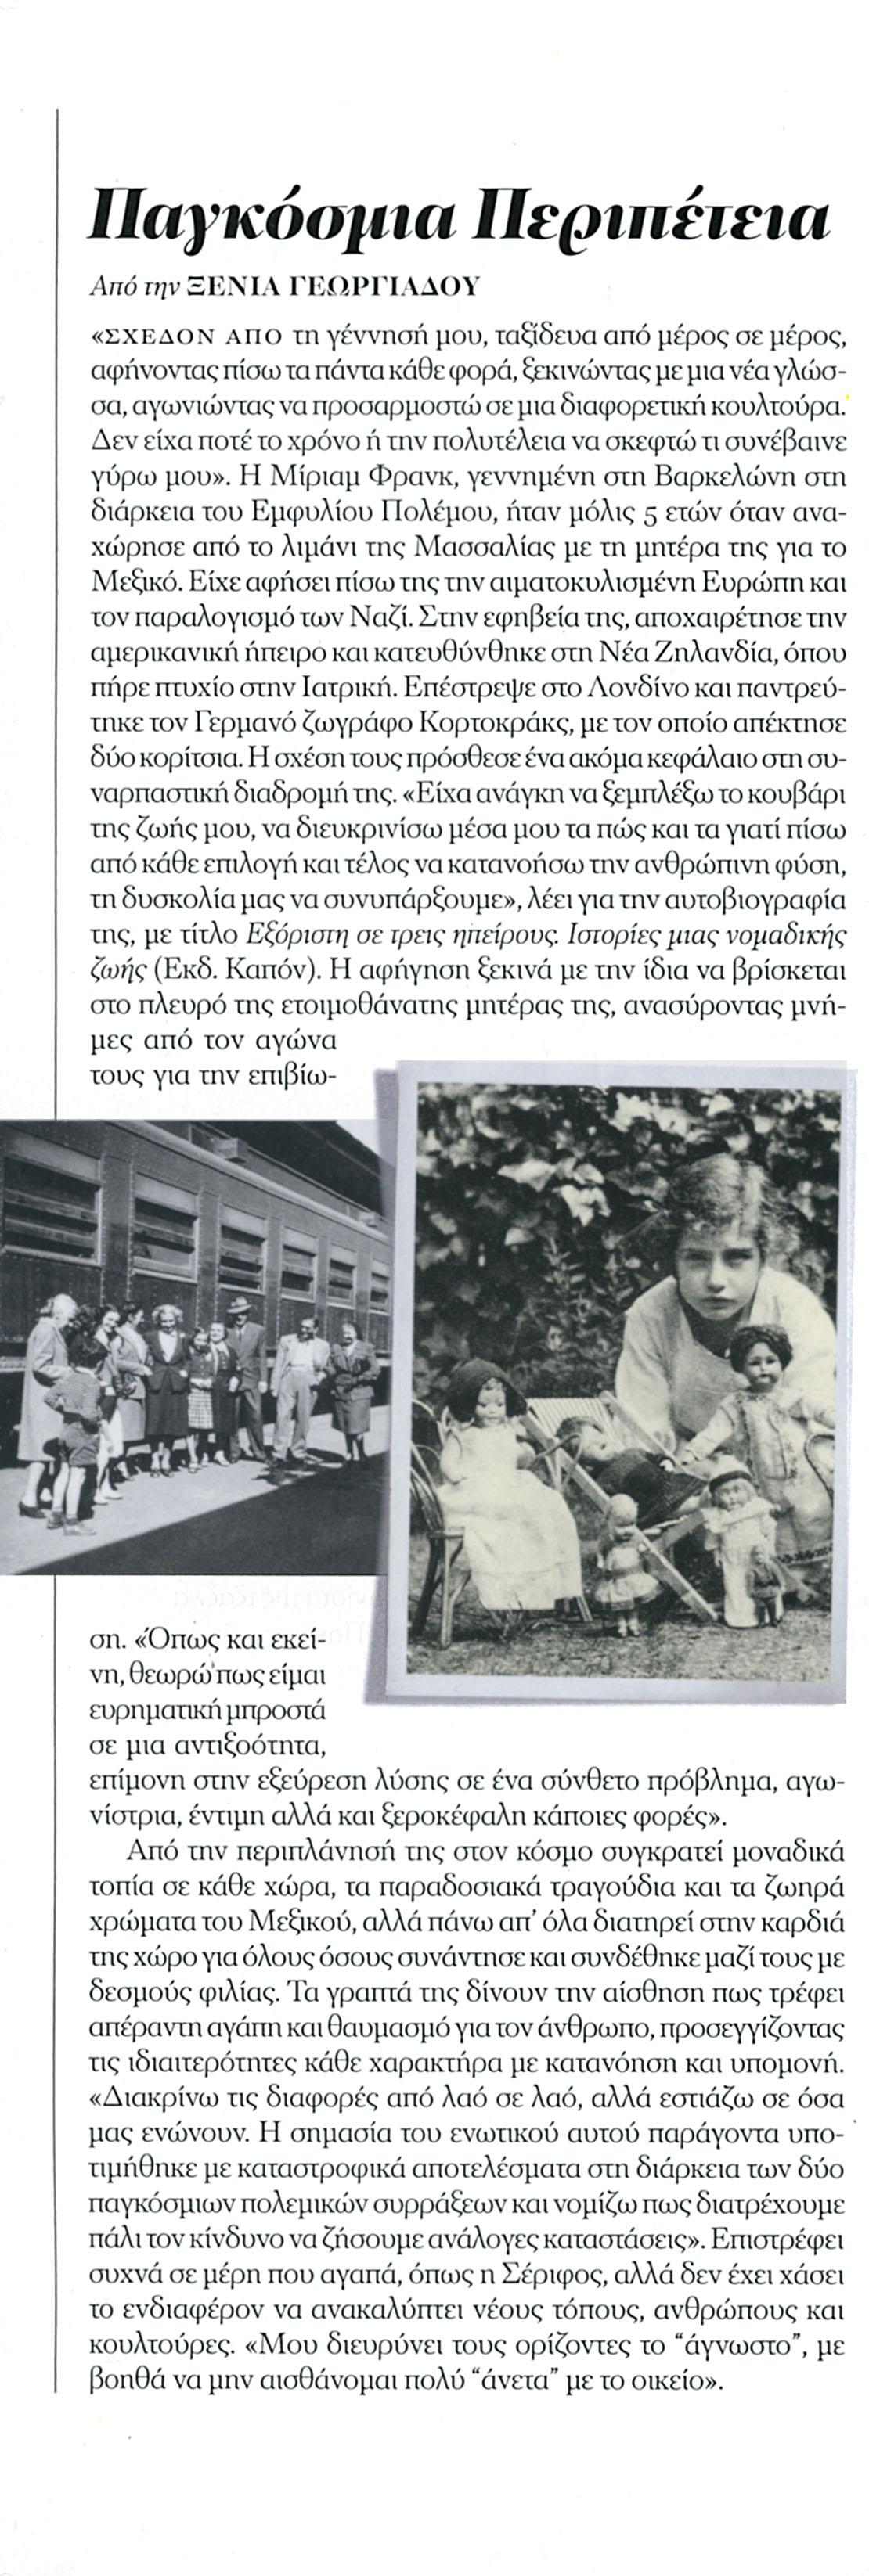 Παγκόσμια Περιπέτεια
Από την ΞΕΝΙΑ ΓΕΩΡΓΙΑΔΟΥ
«ΣΧΕΔΟΝ ΑΠΟ τη γέννησή μου, ταξίδευα από μέρος σε μέρος,
αφήνοντας πίσω τα πάντα κάθε φορά, ξεκινώντας με μια νέα γλώσ-
σα, αγωνιώντας να προσαρμοστώ σε μια διαφορετική κουλτούρα.
Δεν είχα ποτέ το χρόνο ή την πολυτέλεια να σκεφτώ τι συνέβαινε
γύρω μου». Η Μίριαμ Φρανκ, γεννημένη στη Βαρκελώνη στη
διάρκεια του Εμφυλίου Πολέμου, ήταν μόλις 5 ετών όταν ανα-
χώρησε από το λιμάνι της Μασσαλίας με τη μητέρα της για το
Μεξικό. Είχε αφήσει πίσω της την αιματοκυλισμένη Ευρώπη και
τον παραλογισμό των Ναζί. Στην εφηβεία της, αποχαιρέτησε την
αμερικανική ήπειρο και κατευθύνθηκε στη Νέα Ζηλανδία, όπου
πήρε πτυχίο στην Ιατρική. Επέστρεψε στο Λονδίνο και παντρεύ-
τηκε τον Γερμανό ζωγράφο Κορτοκράκς, με τον οποίο απέκτησε
δύο κορίτσια. Η σχέση τους πρόσθεσε ένα ακόμα κεφάλαιο στη συ-
ναρπαστική διαδρομή της. «Είχα ανάγκη να ξεμπλέξω το κουβάρι
της ζωής μου, να διευκρινίσω μέσα μου τα πώς και τα γιατί πίσω
από κάθε επιλογή και τέλος να κατανοήσω την ανθρώπινη φύση,
τη δυσκολία μας να συνυπάρξουμε», λέει για την αυτοβιογραφία
της, με τίτλο Εξόριστη σε τρεις ηπείρους. Ιστορίες μιας νομαδικής
ζωής (Εκδ. Καπόν). Η αφήγηση ξεκινά με την ίδια να βρίσκεται
στο πλευρό της ετοιμοθάνατης μητέρας της, ανασύροντας μνή-
μες από τον αγώνα
τους για την επιβίω-
ση. «Όπως και εκεί-
νη, θεωρώ πως είμαι
ευρηματική μπροστά
σε μια αντιξοότητα,
επίμονη στην εξεύρεση λύσης σε ένα σύνθετο πρόβλημα, αγω-
νίστρια, έντιμη αλλά και ξεροκέφαλη κάποιες φορές».
Από την περιπλάνησή της στον κόσμο συγκρατεί μοναδικά
τοπία σε κάθε χώρα, τα παραδοσιακά τραγούδια και τα ζωηρά
χρώματα του Μεξικού, αλλά πάνω απ’ όλα διατηρεί στην καρδιά
της χώρο για όλους όσους συνάντησε και συνδέθηκε μαζί τους με
δεσμούς φιλίας. Τα γραπτά της δίνουν την αίσθηση πως τρέφει
απέραντη αγάπη και θαυμασμό για τον άνθρωπο, προσεγγίζοντας
τις ιδιαιτερότητες κάθε χαρακτήρα με κατανόηση και υπομονή.
«Διακρίνω τις διαφορές από λαό σε λαό, αλλά εστιάζω σε όσα
μας ενώνουν. Η σημασία του ενωτικού αυτού παράγοντα υπο-
τιμήθηκε με καταστροφικά αποτελέσματα στη διάρκεια των δύο
παγκόσμιων πολεμικών συρράξεων και νομίζω πως διατρέχουμε
πάλι τον κίνδυνο να ζήσουμε ανάλογες καταστάσεις». Επιστρέφει
συχνά σε μέρη που αγαπά, όπως η Σέριφος, αλλά δεν έχει χάσει
το ενδιαφέρον να ανακαλύπτει νέους τόπους, ανθρώπους και
κουλτούρες. «Μου διευρύνει τους ορίζοντες το “άγνωστο”, με
βοηθά να μην αισθάνομαι πολύ “άνετα” με το οικείο».